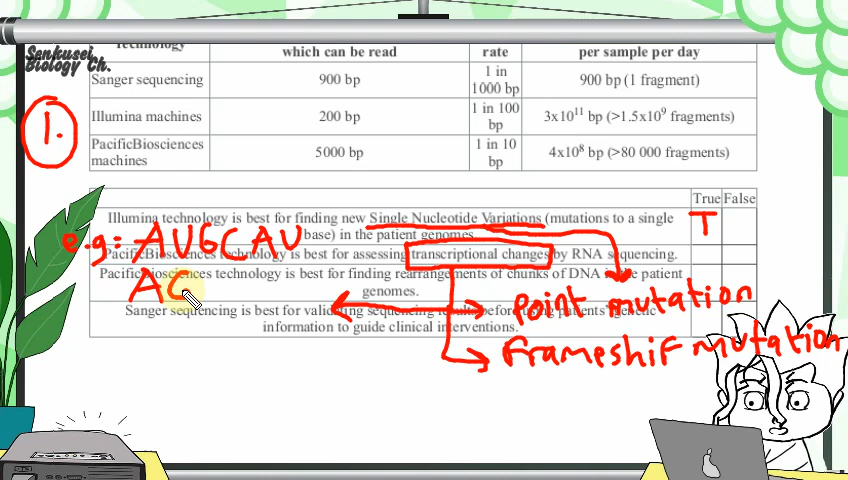 Senkusei
Biology Ch.
Technology which can be read rate per sample per day
Sanger sequencing 900 bp 1 in 1000 bp 900 bp (1 fragment)
Illumina machines 200 bp 1 in 100 bp 3x10¹¹ bp (>1.5x10⁹ fragments)
PacificBiosciences machines 5000 bp 1 in 10 bp 4x10⁸ bp (>80 000 fragments)
1.
True False
Illumina technology is best for finding new Single Nucleotide Variations (mutations to a single
base) in the patient genomes.
T
e.g: AUGCAU
PacificBiosciences technology is best for assessing transcriptional changes by RNA sequencing.
PacificBiosciences technology is best for finding rearrangements of chunks of DNA in the patient
genomes.
AG
Point mutation
Sanger sequencing is best for validating sequencing results before using patients genetic
information to guide clinical interventions.
Frameshif mutation